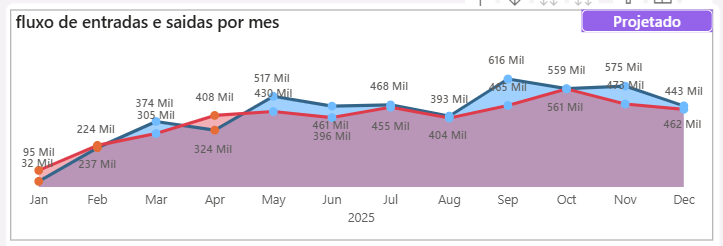 fluxo de entradas e saidas por mes
Projetado
616 Mil
575 Mil
559 Mil
517 Mil
468 Mil
465 Mil
473 Mil
443 Mil
430 Mil
408 Mil
393 Mil
374 Mil
305 Mil
224 Mil
95 Mil
32 Mil
237 Mil
324 Mil
461 Mil
396 Mil
455 Mil
404 Mil
561 Mil
462 Mil
Jan Feb Mar Apr May Jun Jul Aug Sep Oct Nov Dec
2025